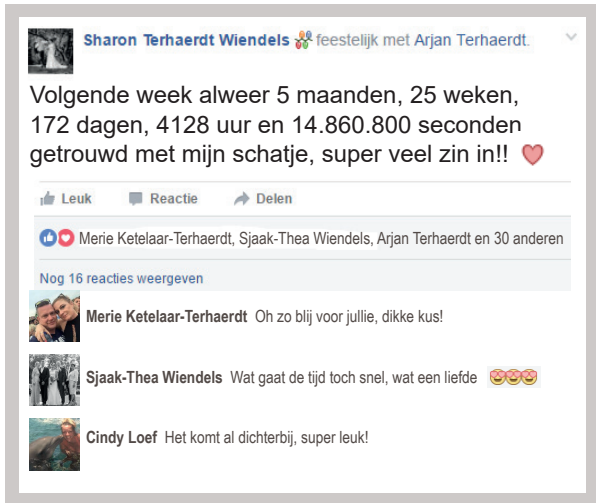 Sharon Terhaerdt Wiendels feestelijk met Arjan Terhaerdt.
Volgende week alweer 5 maanden, 25 weken,
172 dagen, 4128 uur en 14.860.800 seconden
getrouwd met mijn schatje, super veel zin in!!
Leuk Reactie Delen
Merie Ketelaar-Terhaerdt, Sjaak-Thea Wiendels, Arjan Terhaerdt en 30 anderen
Nog 16 reacties weergeven
Merie Ketelaar-Terhaerdt Oh zo blij voor jullie, dikke kus!
Sjaak-Thea Wiendels Wat gaat de tijd toch snel, wat een liefde
Cindy Loef Het komt al dichterbij, super leuk!